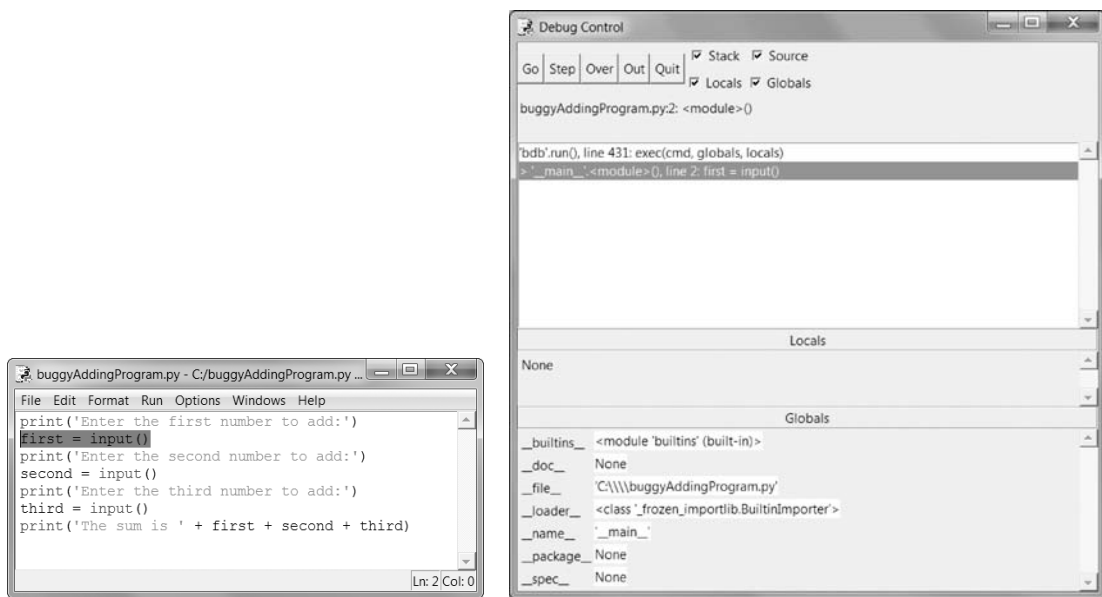 buggyAddingProgram.py - C:/buggyAddingProgram.py ...
File Edit Format Run Options Windows Help
print('Enter the first number to add:')
first = input()
print('Enter the second number to add:')
second = input()
print('Enter the third number to add:')
third = input()
print('The sum is ' + first + second + third)
Ln: 2 Col: 0
Debug Control
Go Step Over Out Quit
Stack Source
Locals Globals
buggyAddingProgram.py:2: <module>()
'bdb'.run(), line 431: exec(cmd, globals, locals)
> '__main__'.<module>(), line 2: first = input()
Locals
None
Globals
__builtins__ <module 'builtins' (built-in)>
__doc__ None
__file__ 'C:\\\\buggyAddingProgram.py'
__loader__ <class '_frozen_importlib.BuiltinImporter'>
__name__ '__main__'
__package__ None
__spec__ None